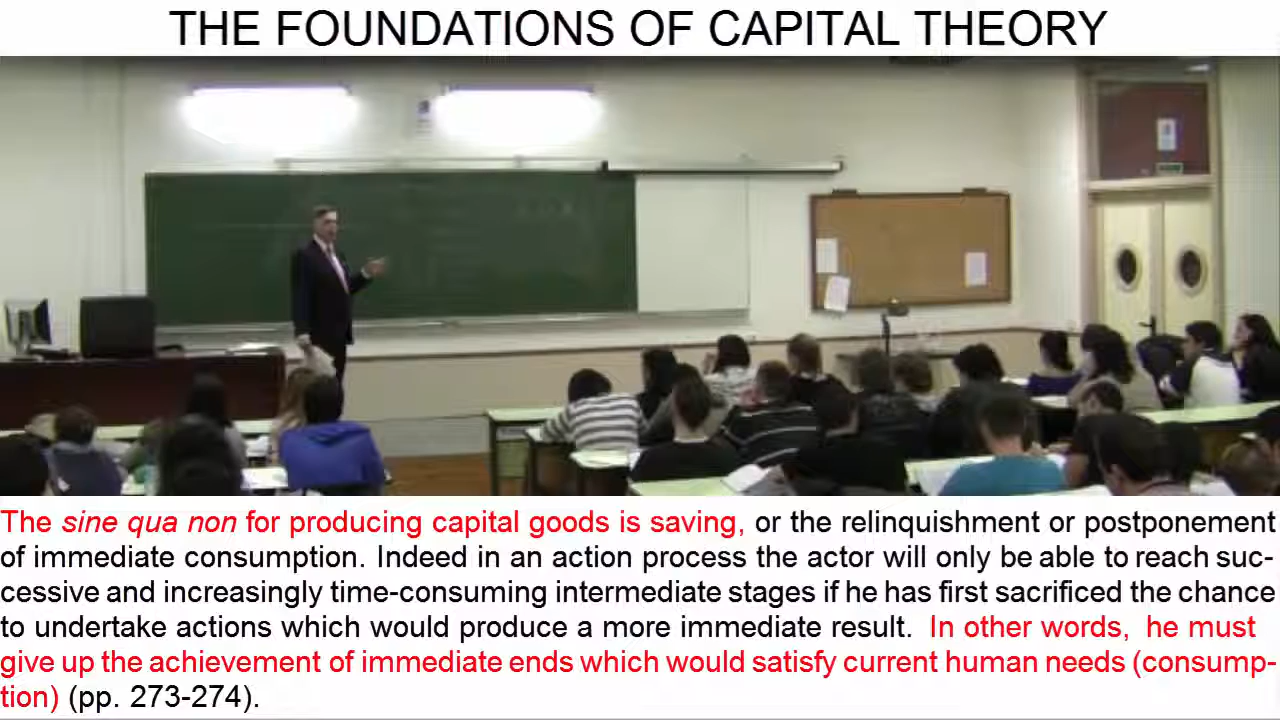 THE FOUNDATIONS OF CAPITAL THEORY
The sine qua non for producing capital goods is saving, or the relinquishment or postponement
of immediate consumption. Indeed in an action process the actor will only be able to reach suc-
cessive and increasingly time-consuming intermediate stages if he has first sacrificed the chance
to undertake actions which would produce a more immediate result. In other words, he must
give up the achievement of immediate ends which would satisfy current human needs (consump-
tion) (pp. 273-274).